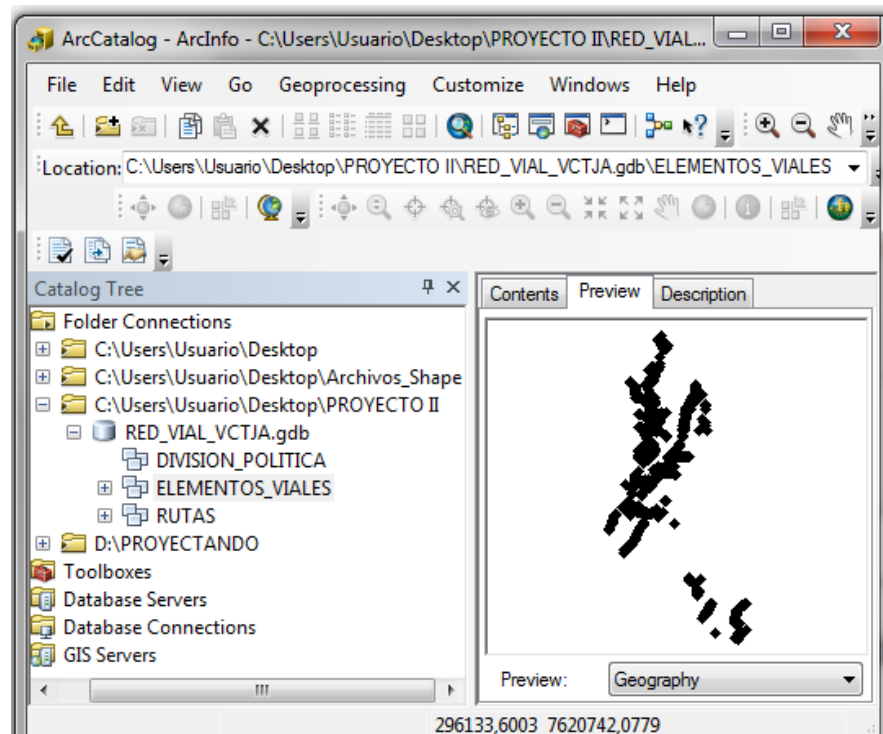 ArcCatalog - ArcInfo - C:\Users\Usuario\Desktop\PROYECTO II\RED_VIAL...
File Edit View Go Geoprocessing Customize Windows Help
Location: C:\Users\Usuario\Desktop\PROYECTO II\RED_VIAL_VCTJA.gdb\ELEMENTOS_VIALES
Catalog Tree
Contents Preview Description
Folder Connections
C:\Users\Usuario\Desktop
C:\Users\Usuario\Desktop\Archivos_Shape
C:\Users\Usuario\Desktop\PROYECTO II
RED_VIAL_VCTJA.gdb
DIVISION_POLITICA
ELEMENTOS_VIALES
RUTAS
D:\PROYECTANDO
Toolboxes
Database Servers
Database Connections
GIS Servers
Preview: Geography
296133,6003 7620742,0779